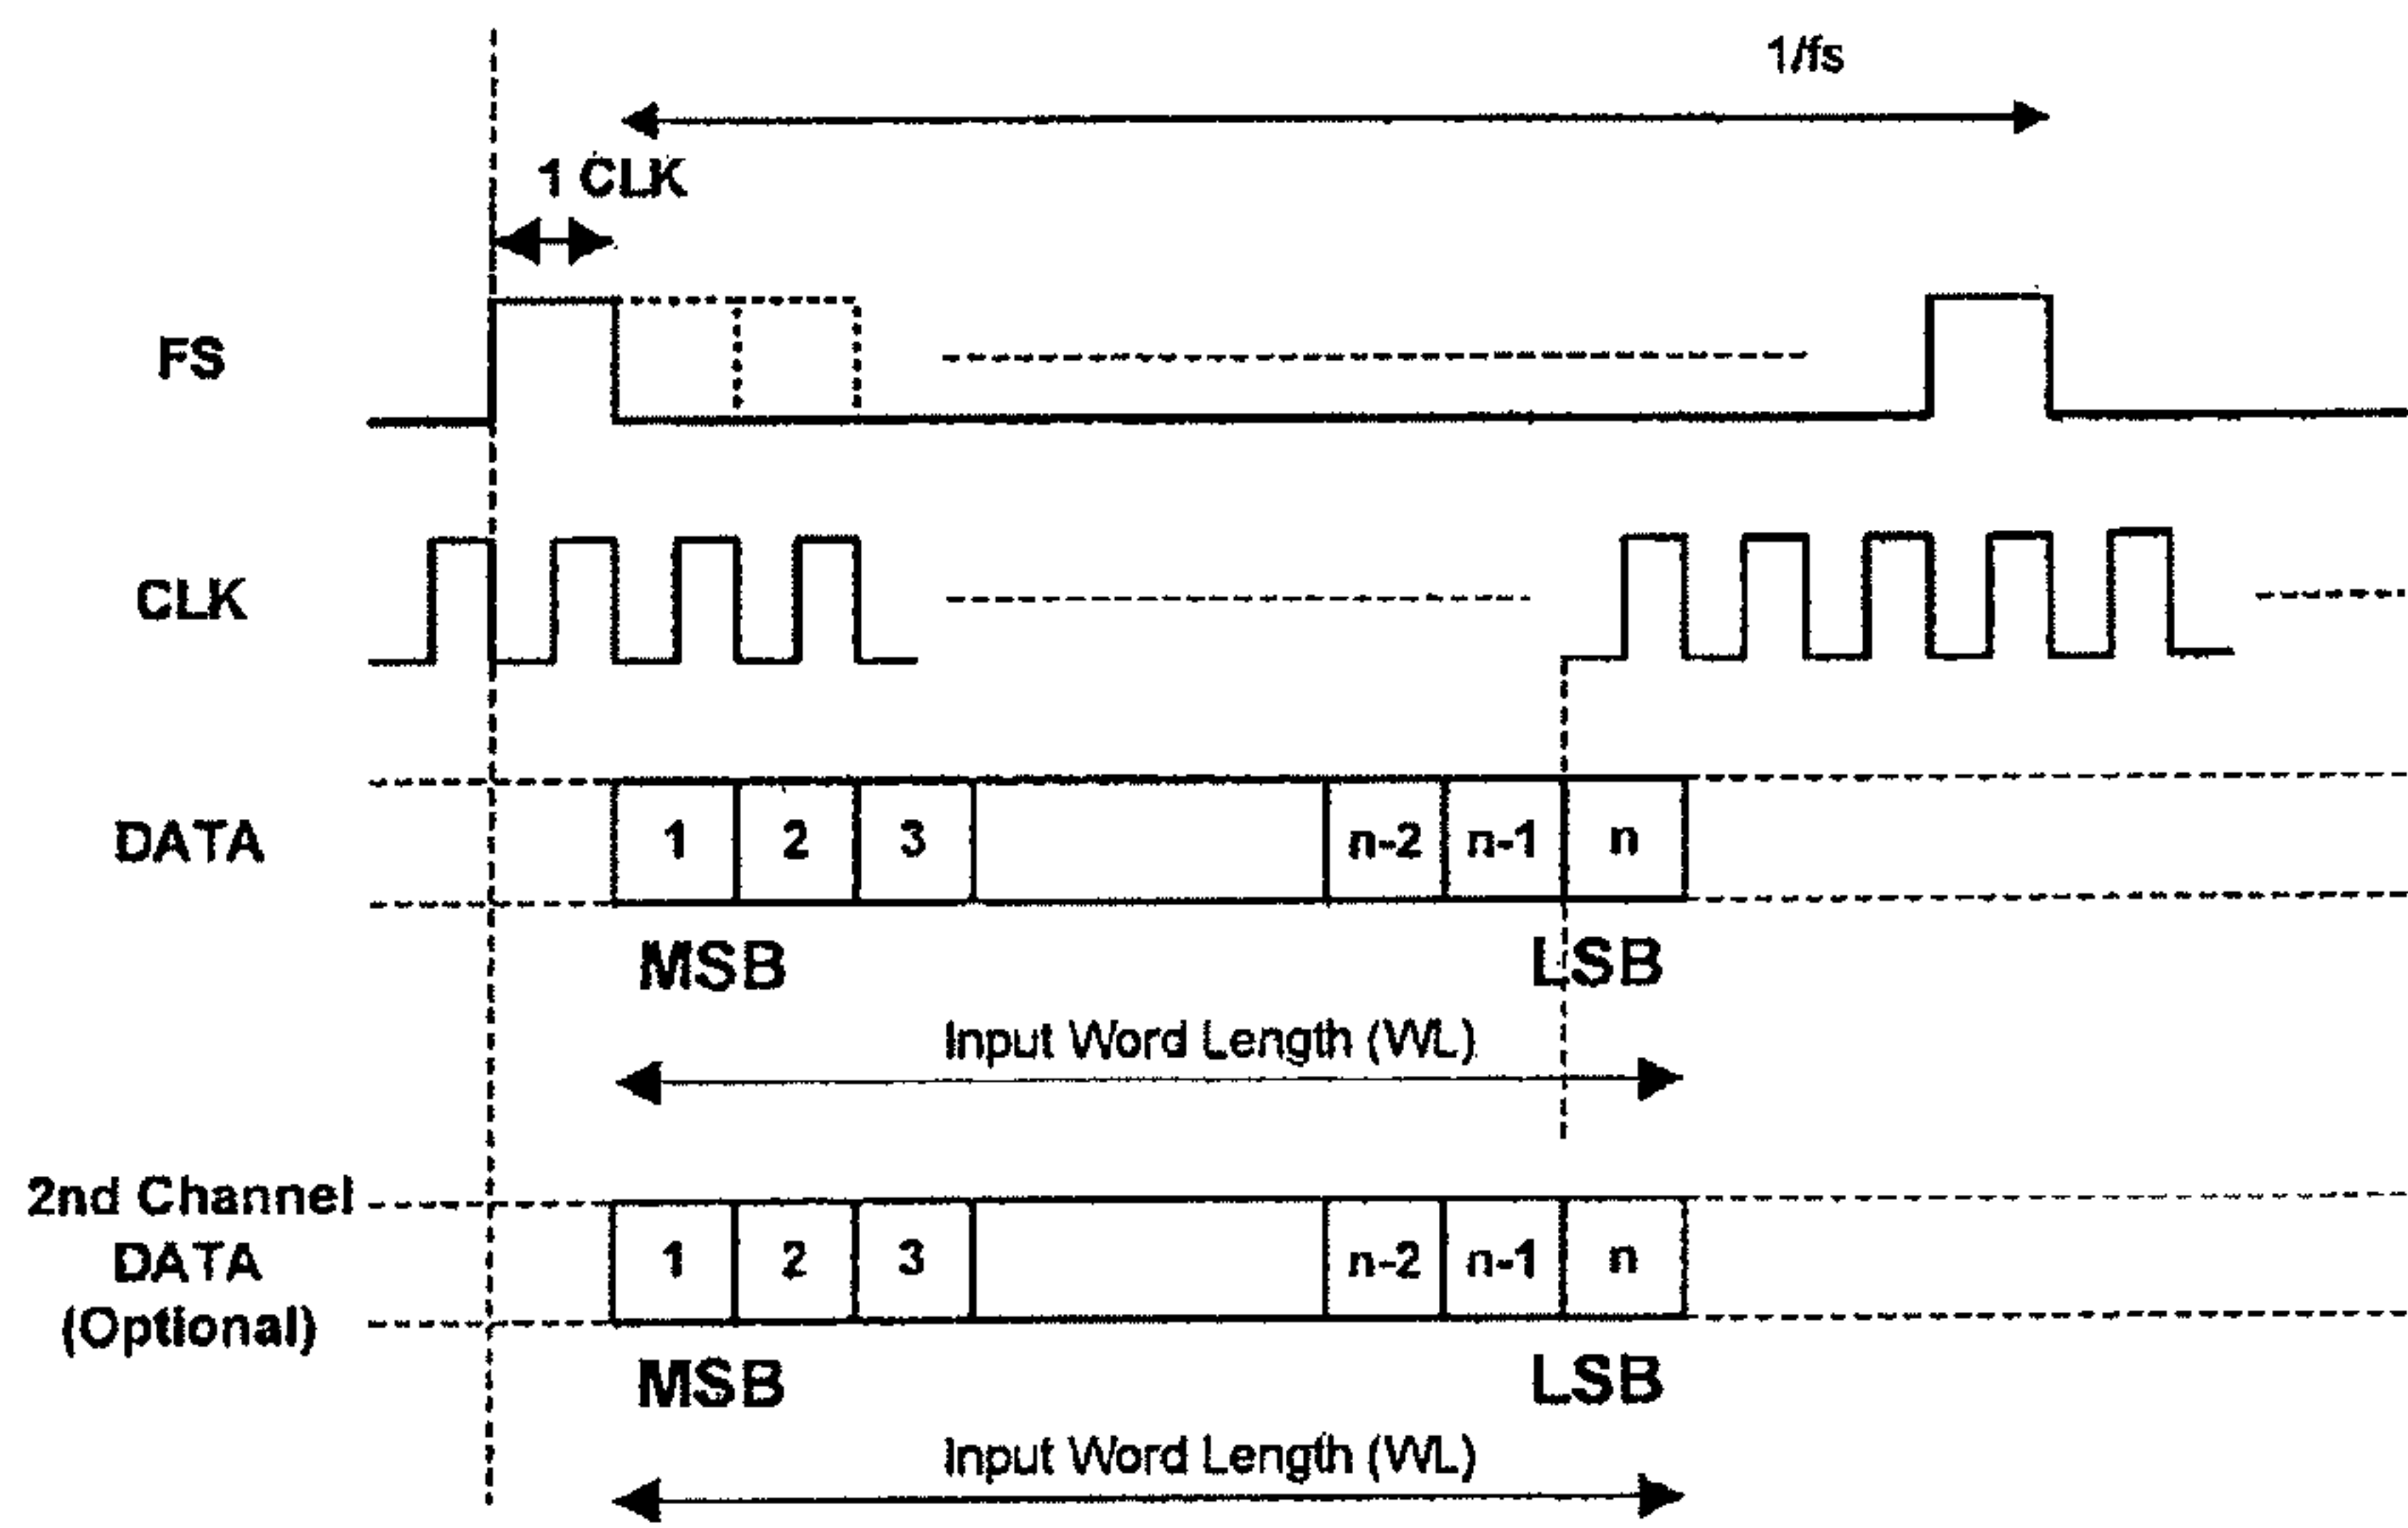 1/fs
1 CLK
FS
CLK
DATA
1 2 3 n-2 n-1 n
MSB LSB
Input Word Length (WL)
2nd Channel
DATA
(Optional)
1 2 3 n-2 n-1 n
MSB LSB
Input Word Length (WL)